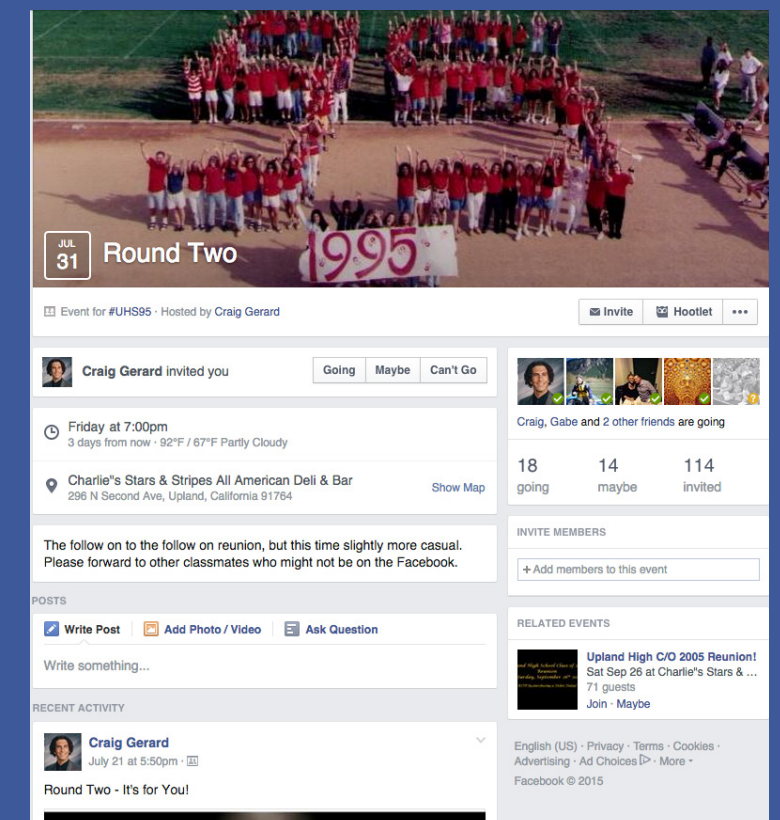 1995
JUL
31
Round Two
Event for #UHS95 · Hosted by Craig Gerard
Invite
Hootlet
Craig Gerard invited you
Going
Maybe
Can't Go
Craig, Gabe and 2 other friends are going
Friday at 7:00pm
3 days from now · 92°F / 67°F Partly Cloudy
18
going
14
maybe
114
invited
Charlie"s Stars & Stripes All American Deli & Bar
296 N Second Ave, Upland, California 91764
Show Map
The follow on to the follow on reunion, but this time slightly more casual.
Please forward to other classmates who might not be on the Facebook.
INVITE MEMBERS
+ Add members to this event
POSTS
Write Post
Add Photo / Video
Ask Question
Write something...
RELATED EVENTS
Upland High C/O 2005 Reunion!
Sat Sep 26 at Charlie"s Stars & ...
71 guests
Join · Maybe
RECENT ACTIVITY
Craig Gerard
July 21 at 5:50pm ·
Round Two - It's for You!
English (US) · Privacy · Terms · Cookies ·
Advertising · Ad Choices · More
Facebook © 2015